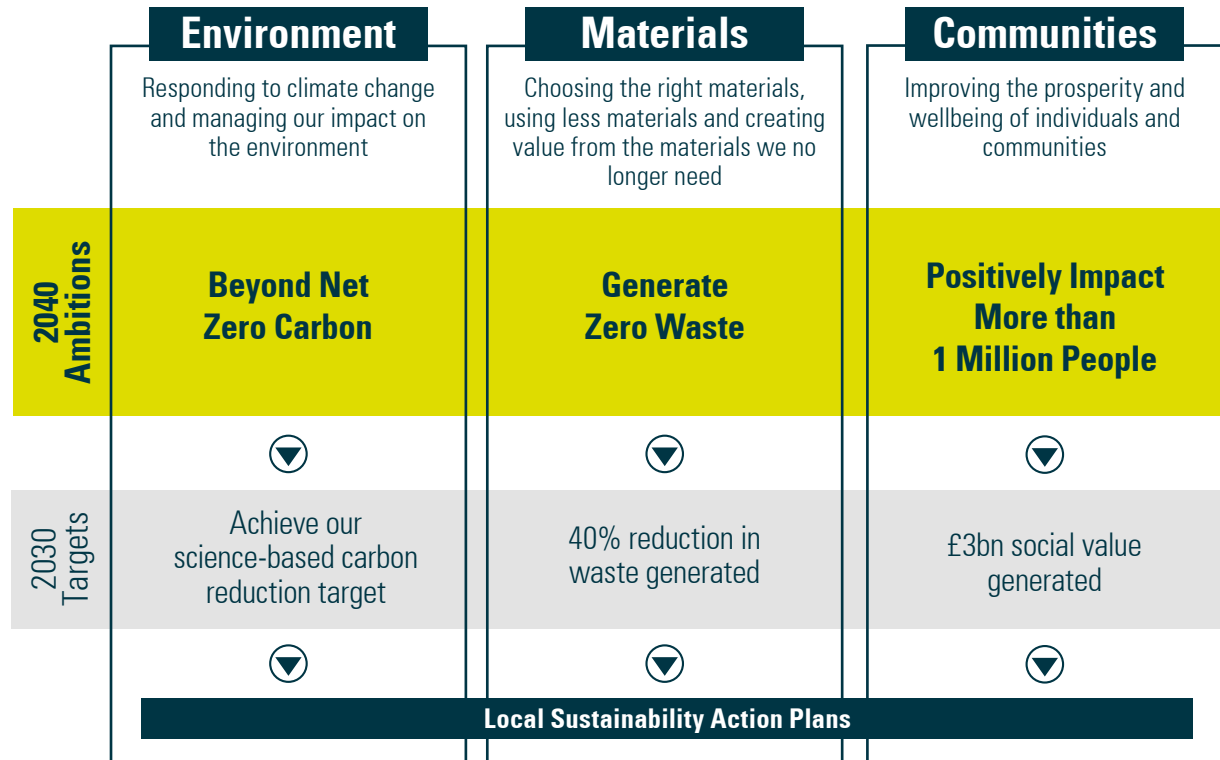 Environment
Responding to climate change
and managing our impact on
the environment
Materials
Choosing the right materials,
using less materials and creating
value from the materials we no
longer need
Communities
Improving the prosperity and
wellbeing of individuals and
communities
2040
Ambitions
Beyond Net
Zero Carbon
Generate
Zero Waste
Positively Impact
More than
1 Million People
2030
Targets
Achieve our
science-based carbon
reduction target
40% reduction in
waste generated
£3bn social value
generated
Local Sustainability Action Plans